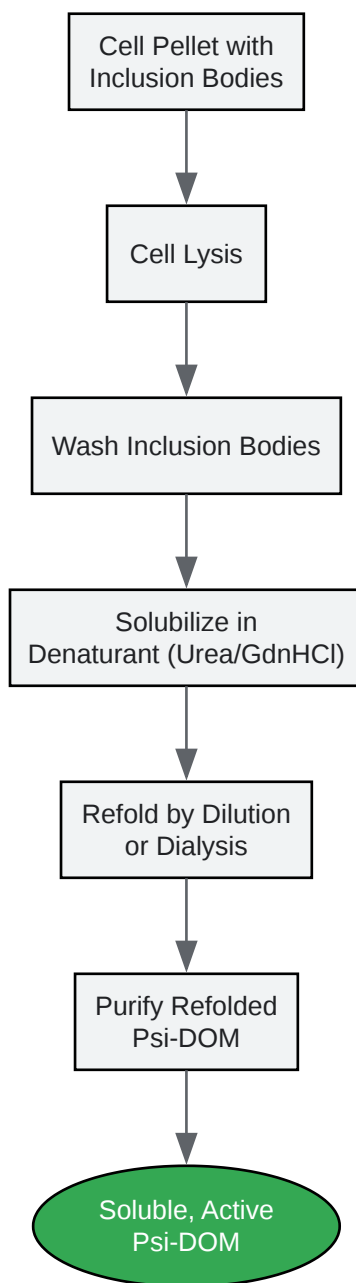 Cell Pellet with
Inclusion Bodies
Cell Lysis
Wash Inclusion Bodies
Solubilize in
Denaturant (Urea/GdnHCl)
Refold by Dilution
or Dialysis
Purify Refolded
Psi-DOM
Soluble, Active
Psi-DOM